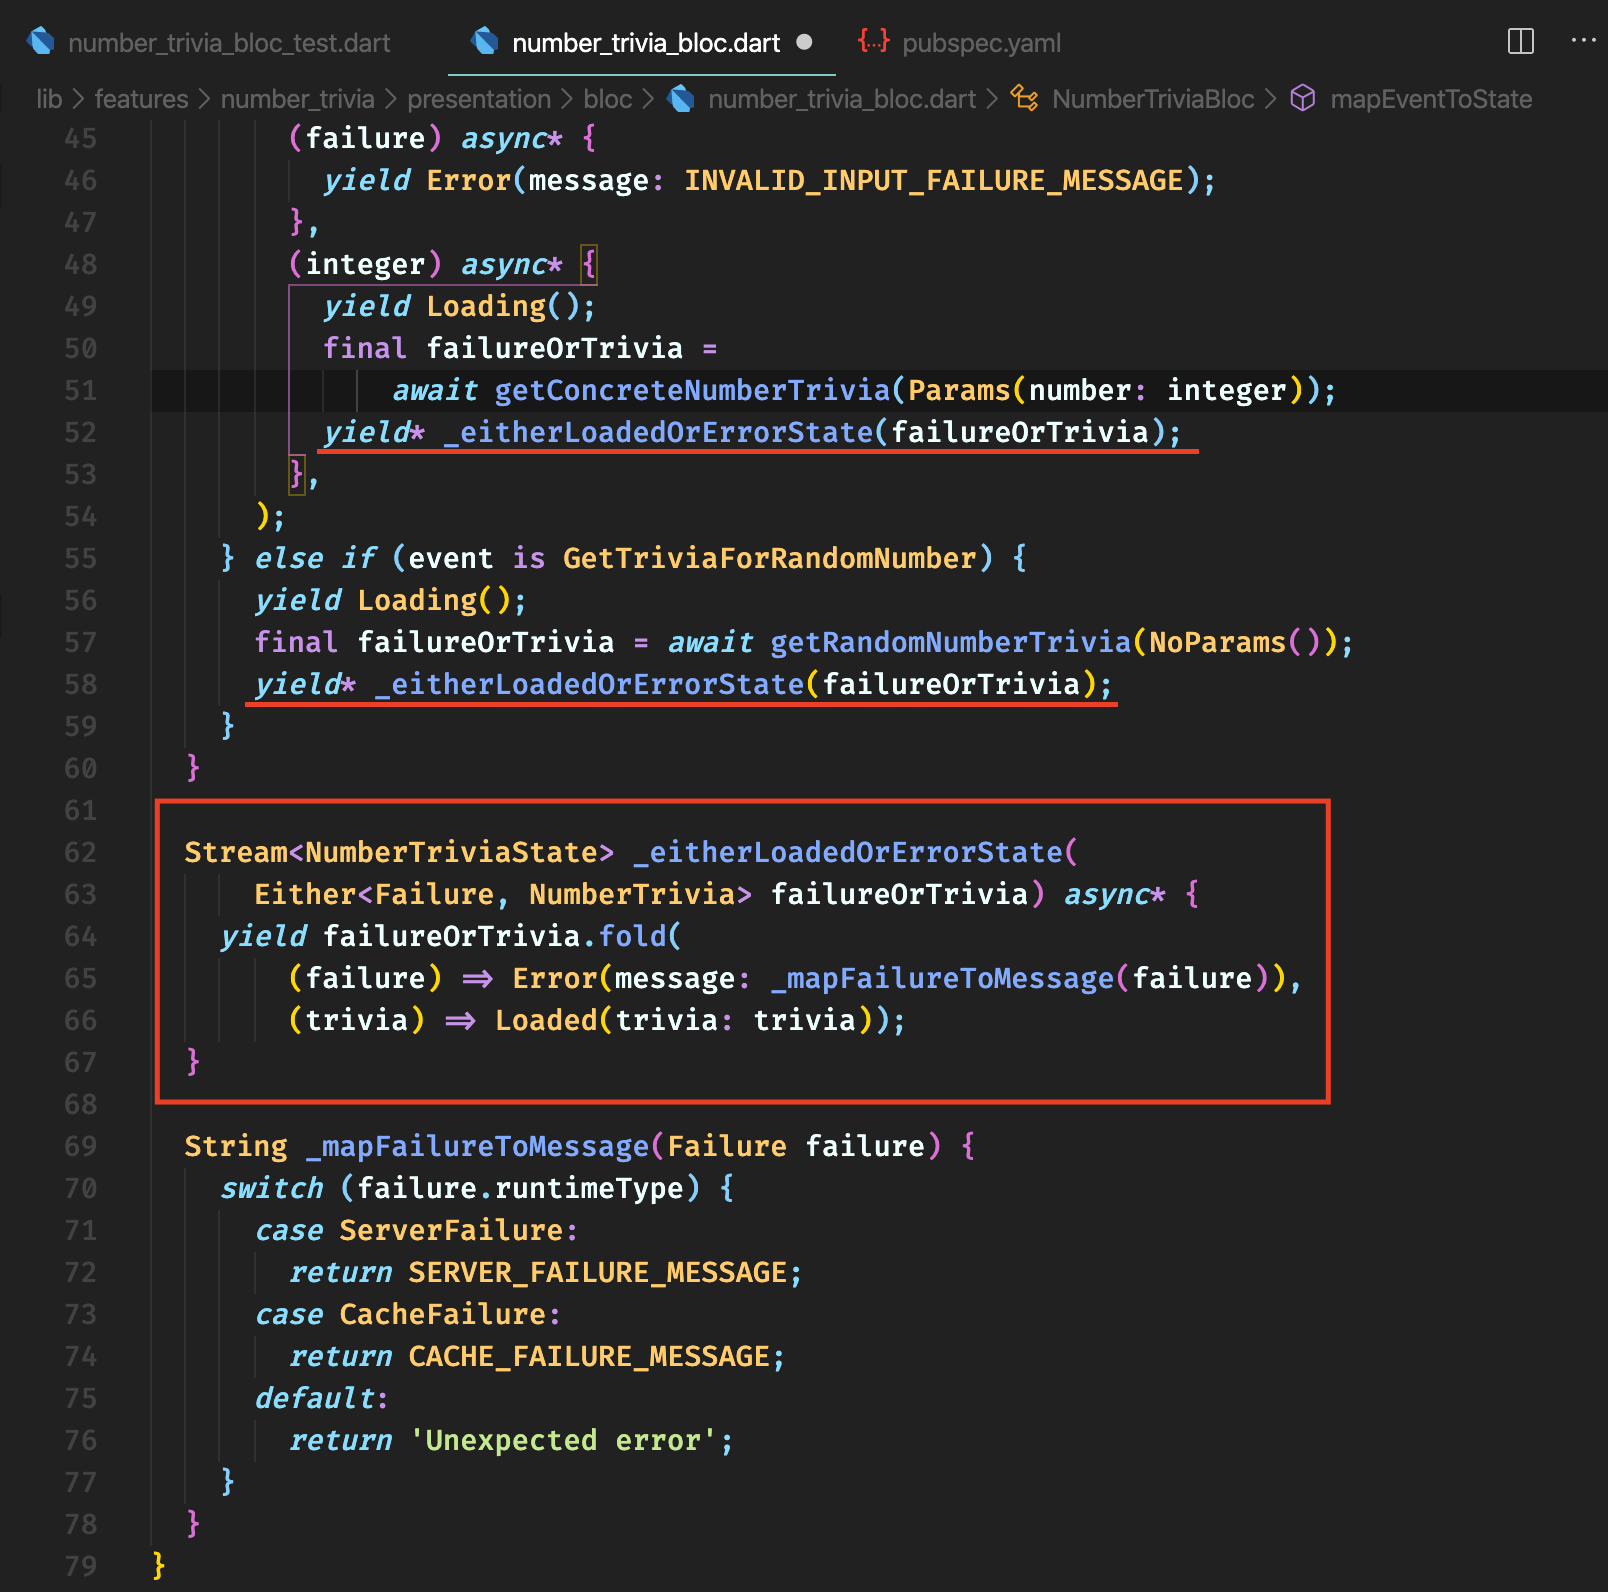 number_trivia_bloc_test.dart number_trivia_bloc.dart {...} pubspec.yaml ...
lib > features > number_trivia > presentation > bloc > number_trivia_bloc.dart > NumberTriviaBloc > mapEventToState
45 (failure) async* {
46 yield Error(message: INVALID_INPUT_FAILURE_MESSAGE);
47 },
48 (integer) async* {
49 yield Loading();
50 final failureOrTrivia =
51 await getConcreteNumberTrivia(Params(number: integer));
52 yield* _eitherLoadedOrErrorState(failureOrTrivia);
53 },
54 );
55 } else if (event is GetTriviaForRandomNumber) {
56 yield Loading();
57 final failureOrTrivia = await getRandomNumberTrivia(NoParams());
58 yield* _eitherLoadedOrErrorState(failureOrTrivia);
59 }
60 }
61
62 Stream<NumberTriviaState> _eitherLoadedOrErrorState(
63 Either<Failure, NumberTrivia> failureOrTrivia) async* {
64 yield failureOrTrivia.fold(
65 (failure) => Error(message: _mapFailureToMessage(failure)),
66 (trivia) => Loaded(trivia: trivia));
67 }
68
69 String _mapFailureToMessage(Failure failure) {
70 switch (failure.runtimeType) {
71 case ServerFailure:
72 return SERVER_FAILURE_MESSAGE;
73 case CacheFailure:
74 return CACHE_FAILURE_MESSAGE;
75 default:
76 return 'Unexpected error';
77 }
78 }
79 }